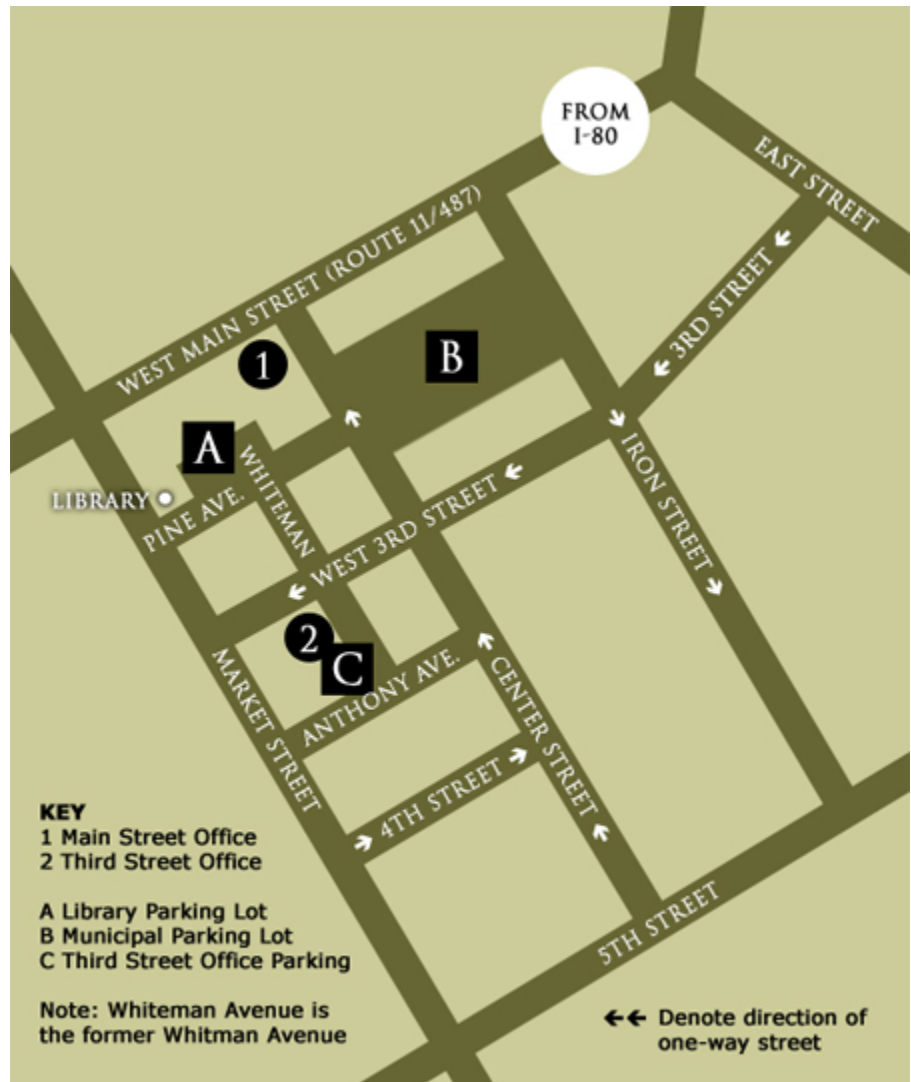 FROM
I-80
EAST STREET
WEST MAIN STREET (ROUTE 11/487)
3RD STREET
B
1
A
WHITEMAN
LIBRARY
PINE AVE.
IRON STREET
WEST 3RD STREET
2
C
MARKET STREET
ANTHONY AVE.
CENTER STREET
4TH STREET
5TH STREET
KEY
1 Main Street Office
2 Third Street Office
A Library Parking Lot
B Municipal Parking Lot
C Third Street Office Parking
Note: Whiteman Avenue is
the former Whitman Avenue
Denote direction of
one-way street